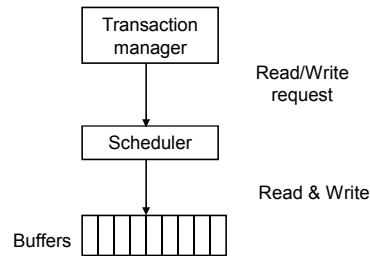 Transaction
manager
Read/Write
request
Scheduler
Read & Write
Buffers